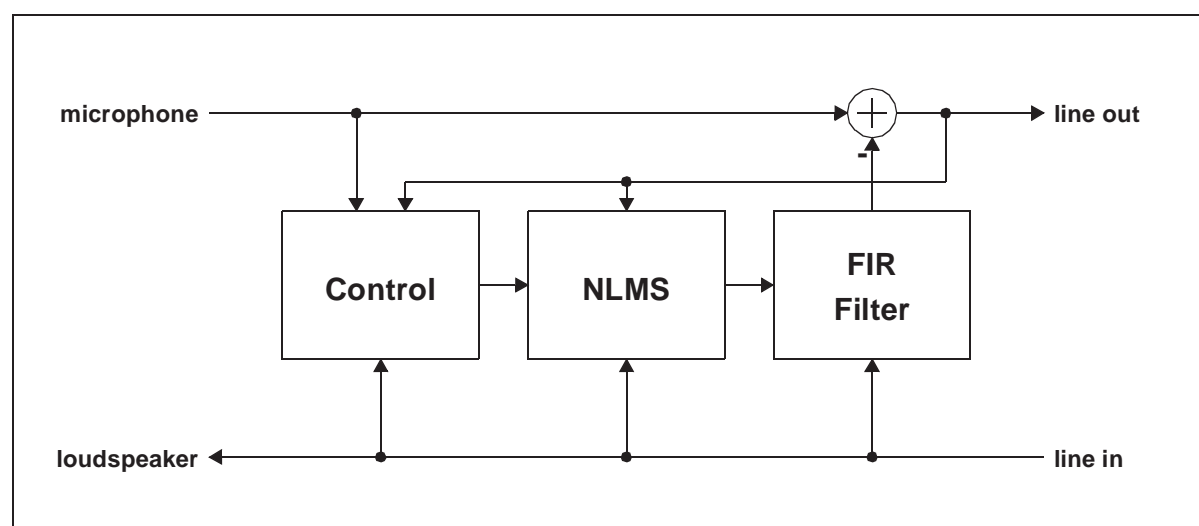 microphone
line out
-
Control
NLMS
FIR
Filter
loudspeaker
line in